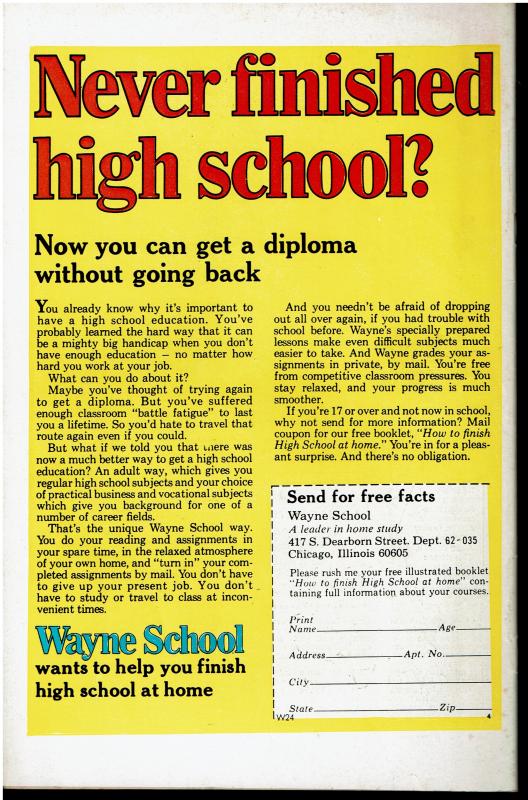 Never finished
high school?
Now you can get a diploma
without going back
You already know why it's important to
have a high school education. You've
probably learned the hard way that it can
be a mighty big handicap when you don't
have enough education – no matter how
hard you work at your job.
What can you do about it?
Maybe you've thought of trying again
to get a diploma. But you've suffered
enough classroom "battle fatigue" to last
you a lifetime. So you'd hate to travel that
route again even if you could.
But what if we told you that there was
now a much better way to get a high school
education? An adult way, which gives you
regular high school subjects and your choice
of practical business and vocational subjects
which give you background for one of a
number of career fields.
That's the unique Wayne School way.
You do your reading and assignments in
your spare time, in the relaxed atmosphere
of your own home, and "turn in" your com-
pleted assignments by mail. You don't have
to give up your present job. You don't
have to study or travel to class at incon-
venient times.
Wayne School
wants to help you finish
high school at home
And you needn't be afraid of dropping
out all over again, if you had trouble with
school before. Wayne's specially prepared
lessons make even difficult subjects much
easier to take. And Wayne grades your as-
signments in private, by mail. You're free
from competitive classroom pressures. You
stay relaxed, and your progress is much
smoother.
If you're 17 or over and not now in school,
why not send for more information? Mail
coupon for our free booklet, "How to finish
High School at home." You're in for a pleas-
ant surprise. And there's no obligation.
Send for free facts
Wayne School
A leader in home study
417 S. Dearborn Street. Dept. 62-035
Chicago, Illinois 60605
Please rush me your free illustrated booklet
"How to finish High School at home" con-
taining full information about your courses.
Print
Name Age
Address Apt. No.
City
State Zip
W24 4